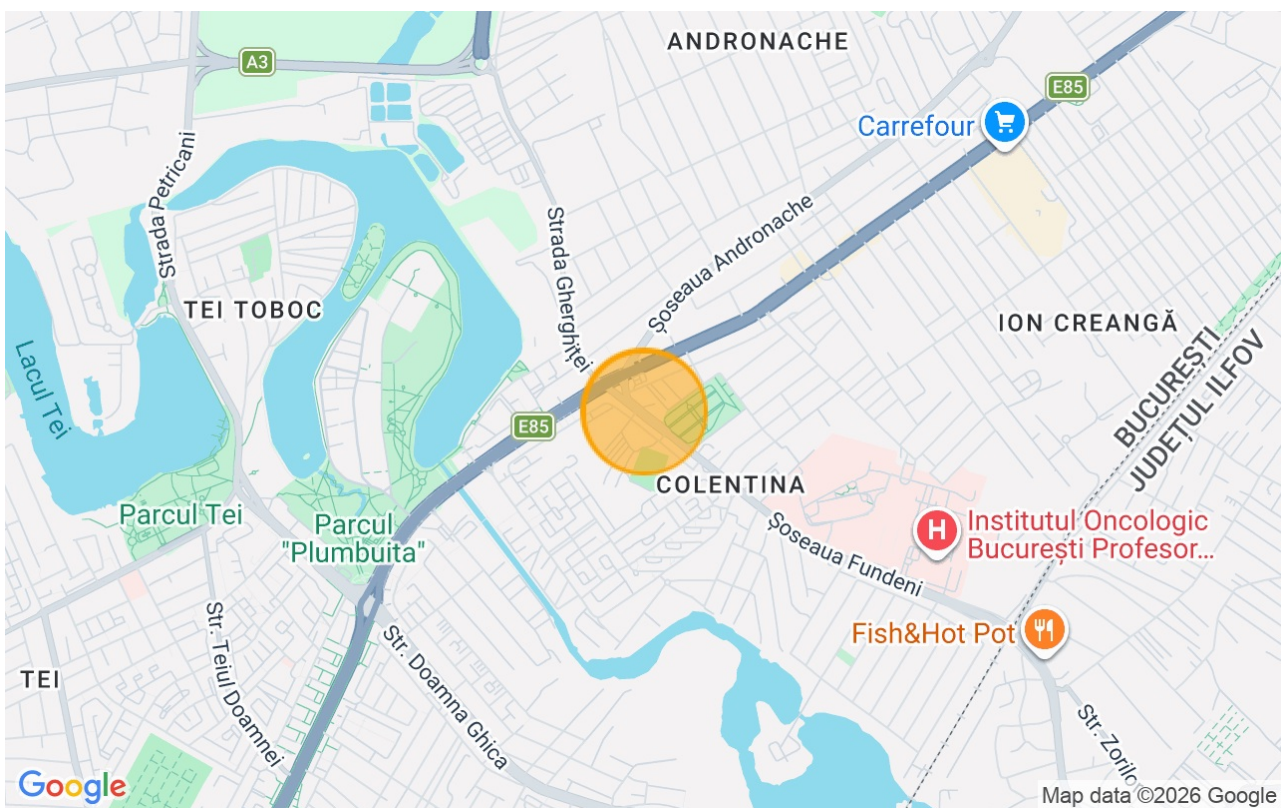 ANDRONACHE
A3
E85
Carrefour
Strada Petricani
Strada Gherghiței
Șoseaua Andronache
TEI TOBOC
ION CREANGĂ
BUCUREȘTI
JUDEȚUL ILFOV
Lacul Tei
E85
COLENTINA
Parcul Tei
Parcul
"Plumbuita"
Șoseaua Fundeni
Institutul Oncologic
București Profesor...
Fish&Hot Pot
Str. Teiul Doamnei
Str. Doamna Ghica
TEI
Str. Zorilo
Google
Map data ©2026 Google